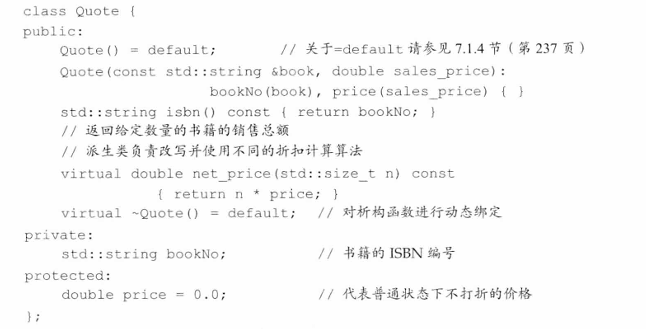 class Quote {
public:
    Quote() = default;        // 关于=default 请参见 7.1.4 节（第 237 页）
    Quote(const std::string &book, double sales_price):
                     bookNo(book), price(sales_price) { }
    std::string isbn() const { return bookNo; }
    // 返回给定数量的书籍的销售总额
    // 派生类负责改写并使用不同的折扣计算算法
    virtual double net_price(std::size_t n) const
               { return n * price; }
    virtual ~Quote() = default;   // 对析构函数进行动态绑定
private:
    std::string bookNo;           // 书籍的 ISBN 编号
protected:
    double price = 0.0;           // 代表普通状态下不打折的价格
};